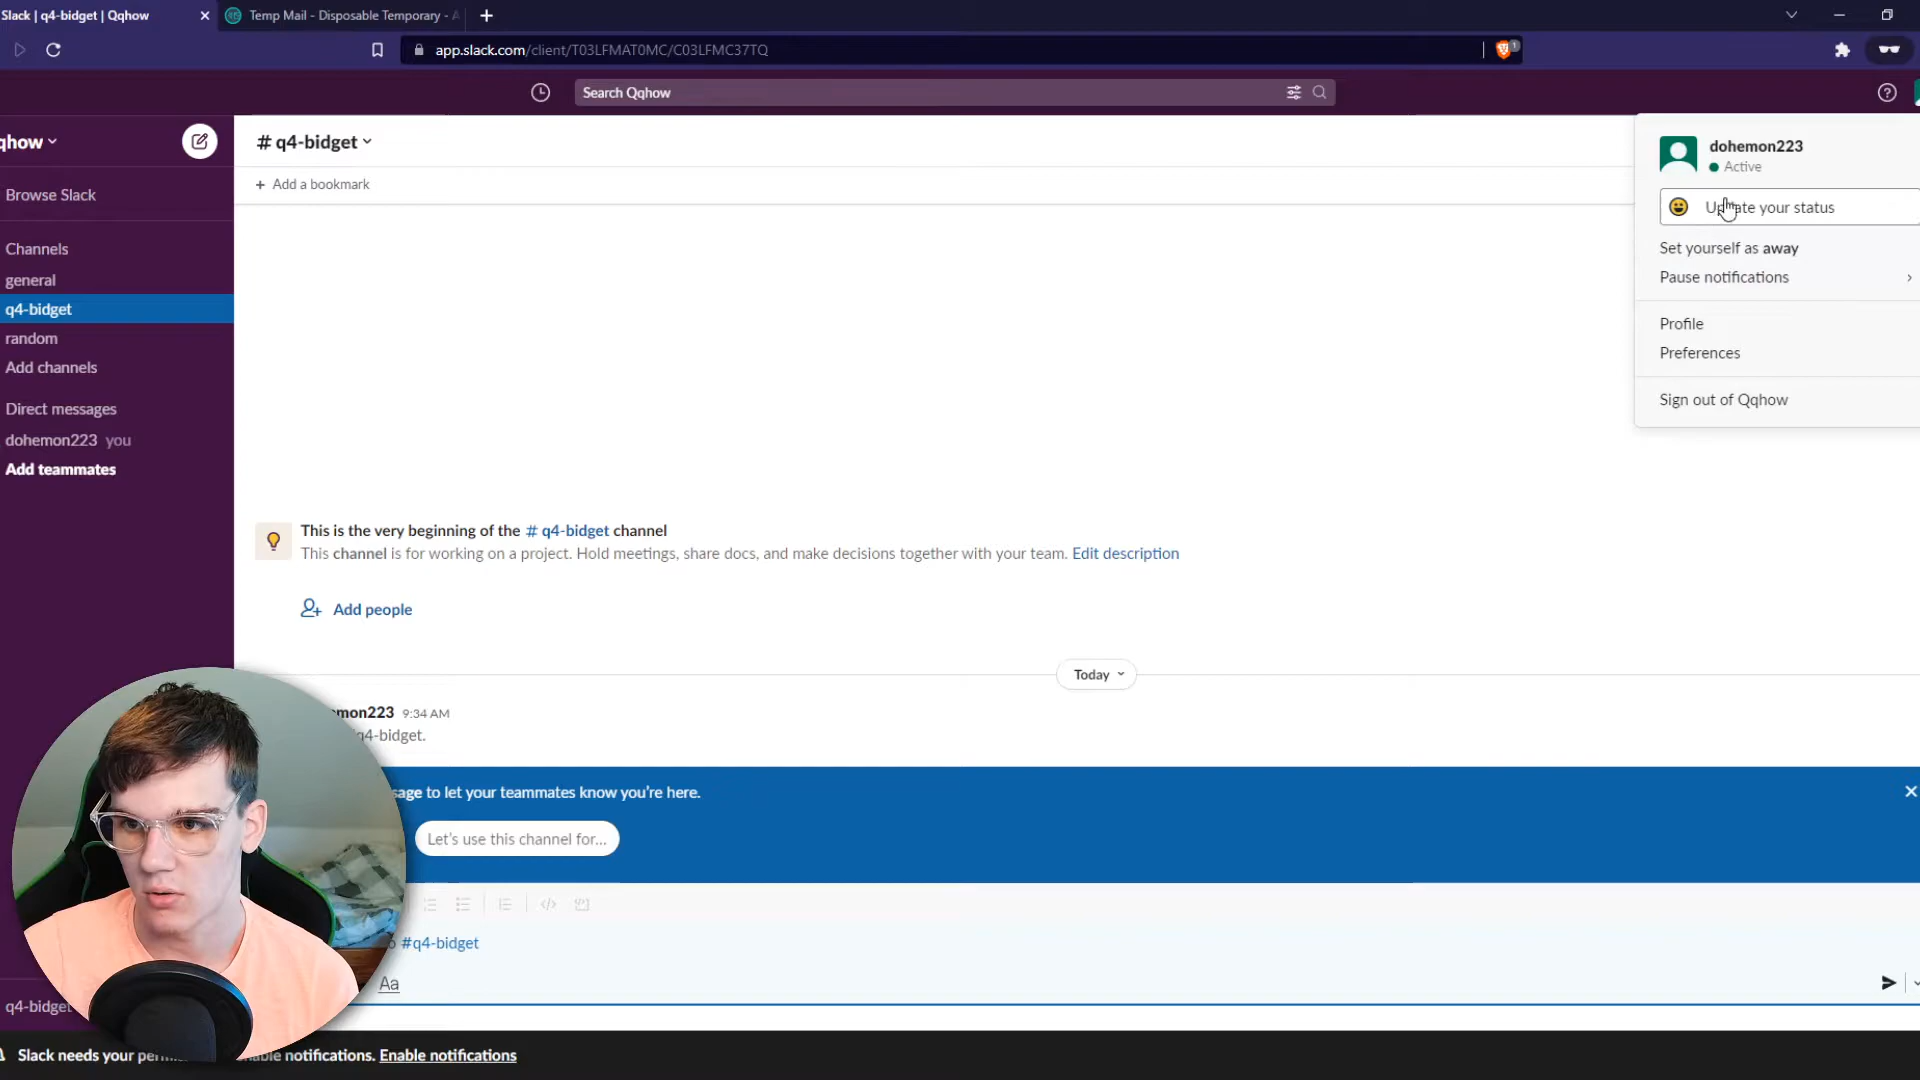 Slack | q4-bidget | Qqhow
Temp Mail - Disposable Temporary -
app.slack.com/client/T03LFMAT0MC/C03LFMC37TQ
1
Search Qqhow
qhow
# q4-bidget
dohemon223
Active
+ Add a bookmark
Browse Slack
Update your status
Channels
Set yourself as away
general
Pause notifications
q4-bidget
Profile
random
Preferences
Add channels
Sign out of Qqhow
Direct messages
dohemon223 you
Add teammates
This is the very beginning of the # q4-bidget channel
This channel is for working on a project. Hold meetings, share docs, and make decisions together with your team. Edit description
Add people
Today
mon223 9:34 AM
q4-bidget.
sage to let your teammates know you're here.
Let's use this channel for...
#q4-bidget
Aa
q4-bidget
Slack needs your notifications. Enable notifications